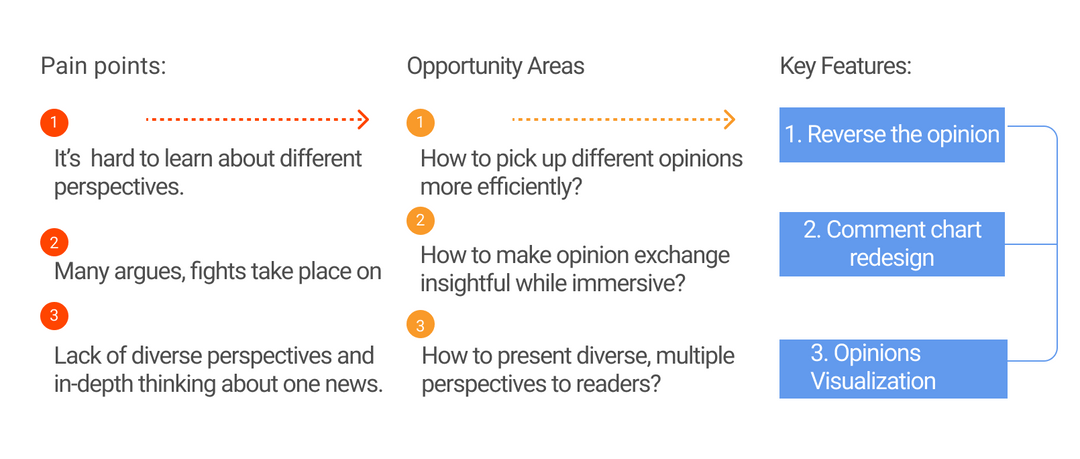 Pain points:
1
It's  hard to learn about different
perspectives.
2
Many argues, fights take place on
3
Lack of diverse perspectives and
in-depth thinking about one news.
Opportunity Areas
1
How to pick up different opinions
more efficiently?
2
How to make opinion exchange
insightful while immersive?
3
How to present diverse, multiple
perspectives to readers?
Key Features:
1. Reverse the opinion
2. Comment chart
redesign
3. Opinions
Visualization